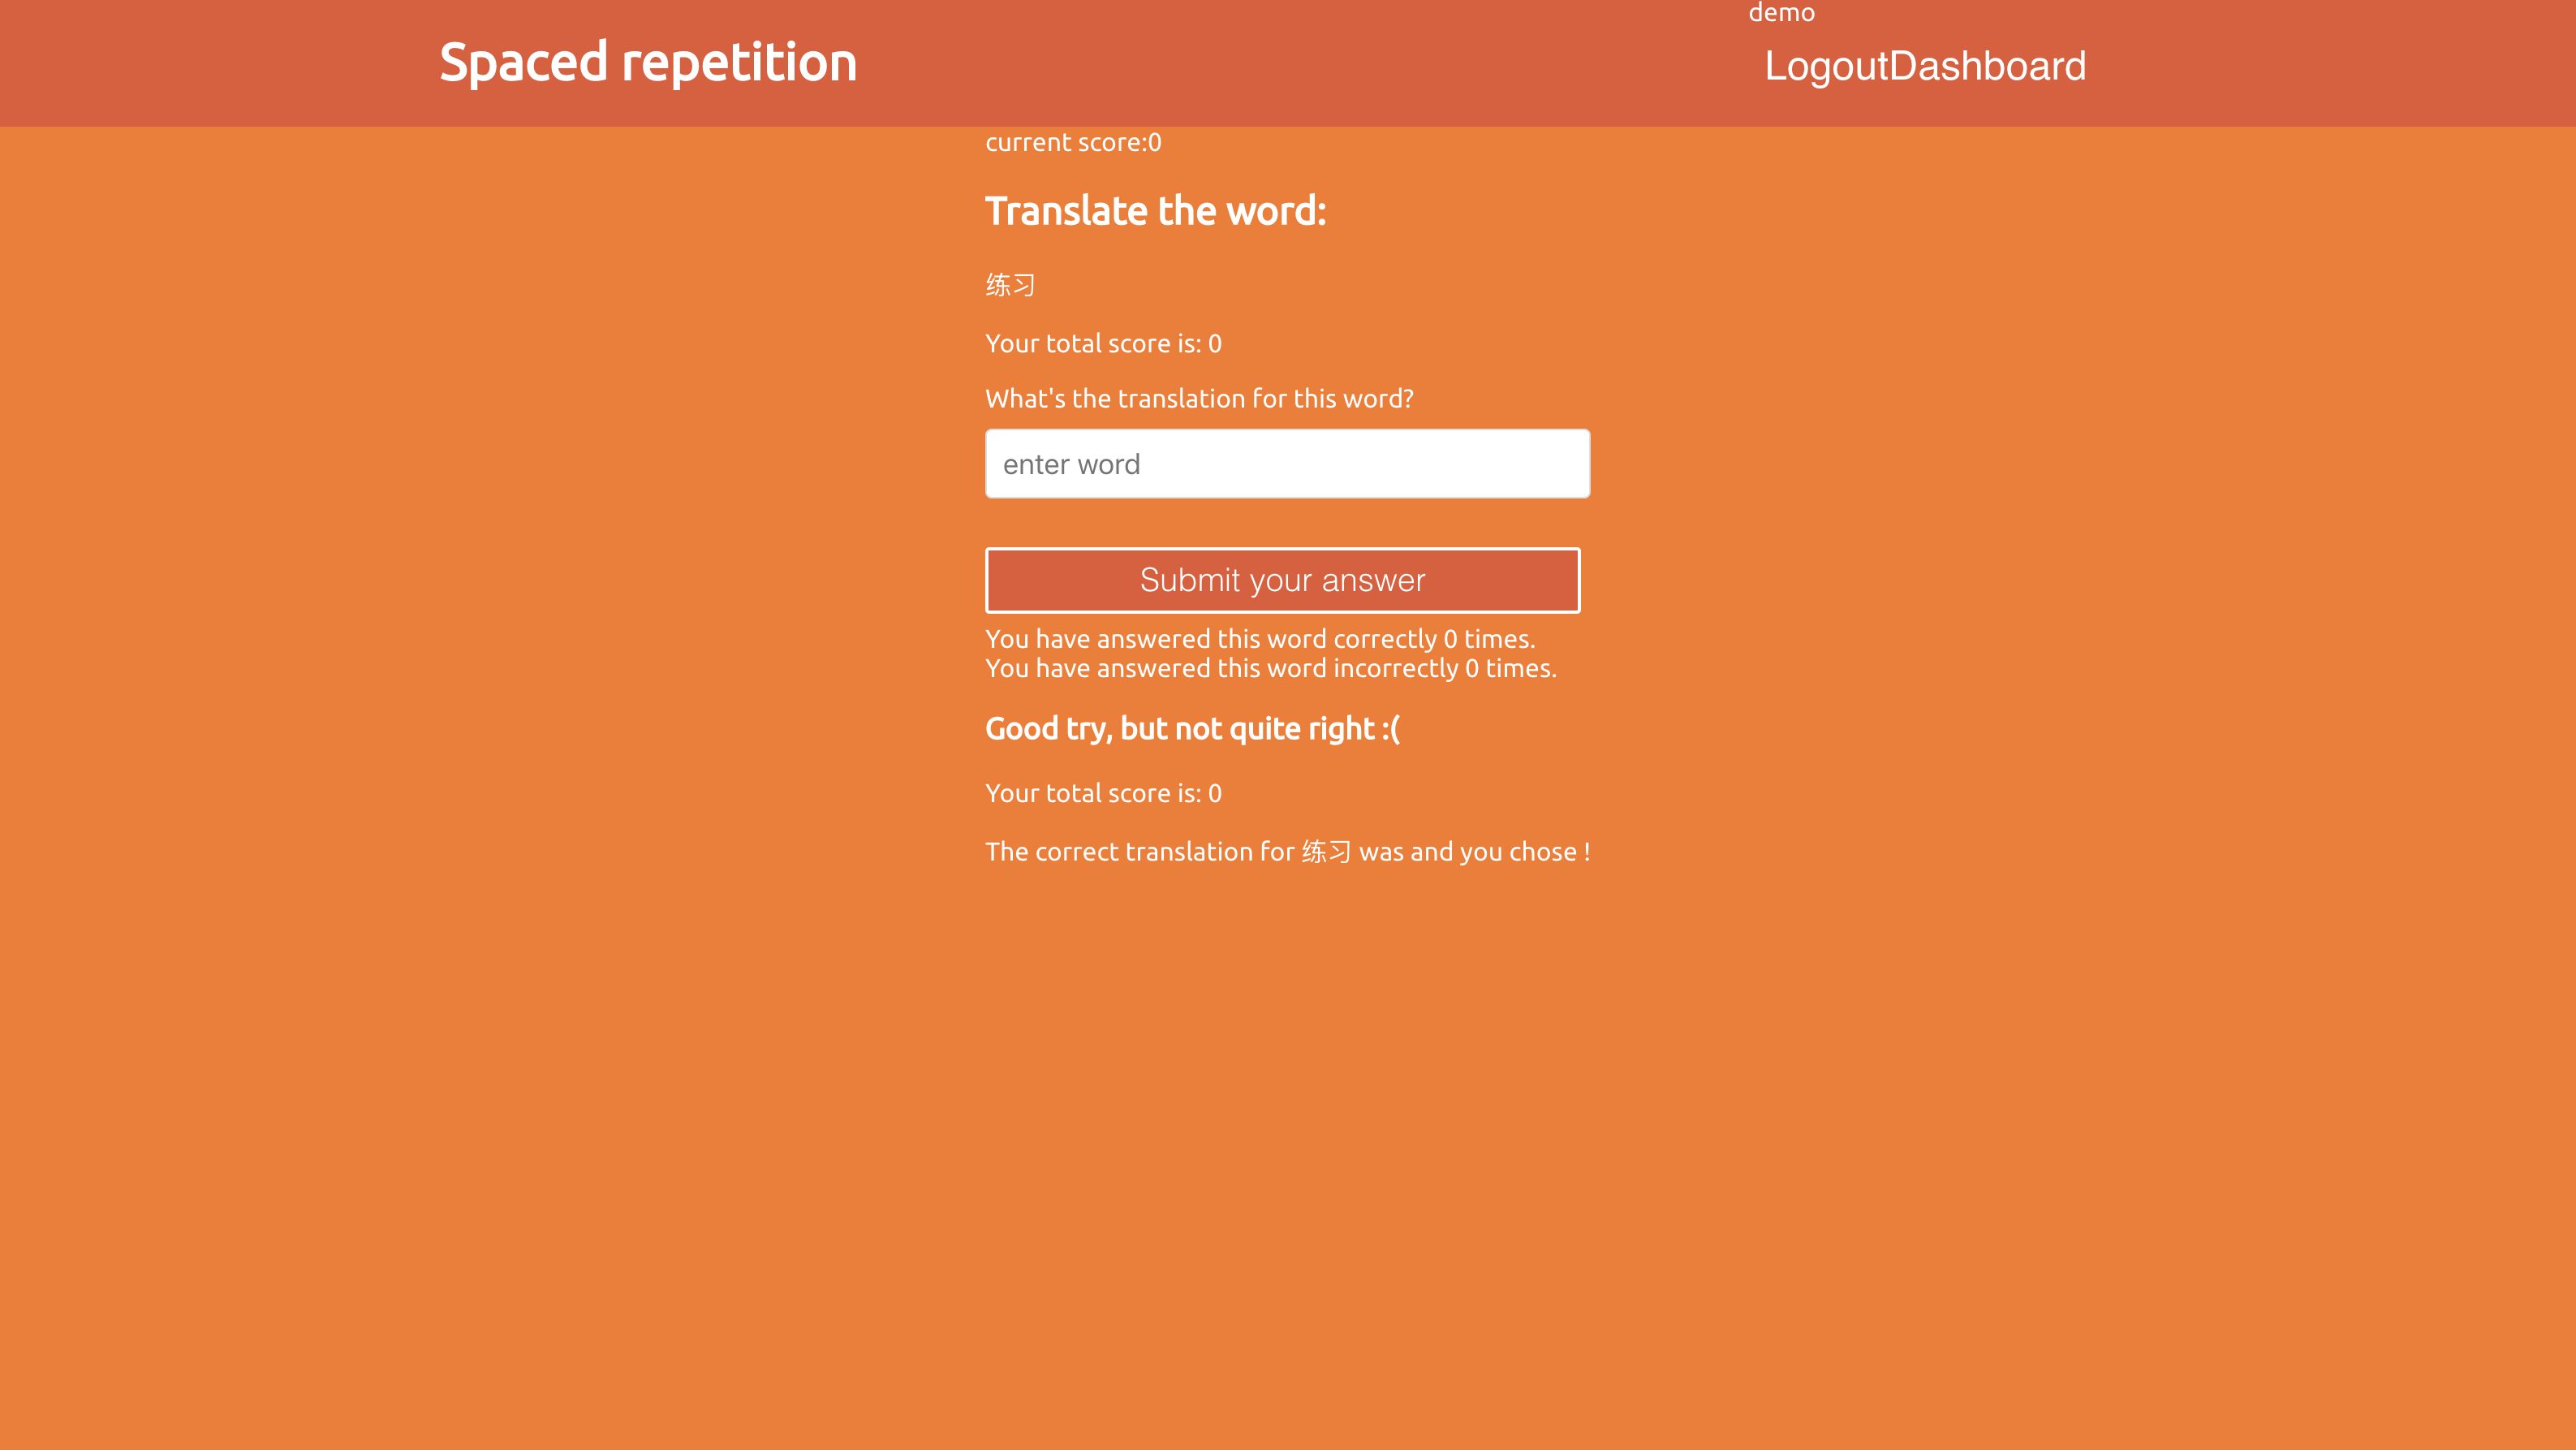 demo
Spaced repetition
LogoutDashboard
current score:0
Translate the word:
练习
Your total score is: 0
What's the translation for this word?
enter word
Submit your answer
You have answered this word correctly 0 times.
You have answered this word incorrectly 0 times.
Good try, but not quite right :(
Your total score is: 0
The correct translation for 练习 was and you chose !